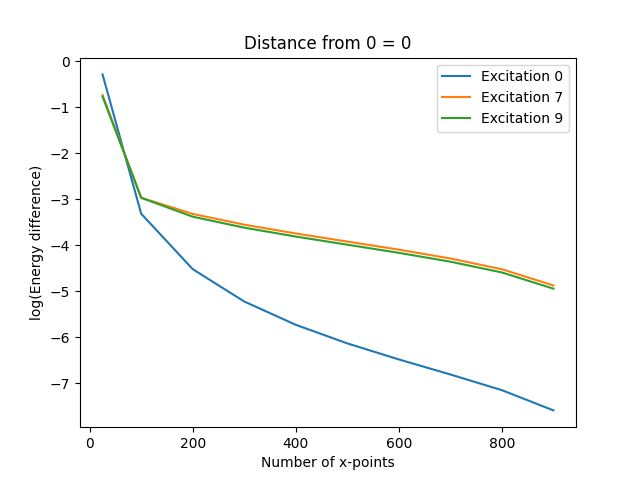 Distance from 0 = 0
Excitation 0
Excitation 7
Excitation 9
log(Energy difference)
0
−1
−2
−3
−4
−5
−6
−7
0 200 400 600 800
Number of x-points